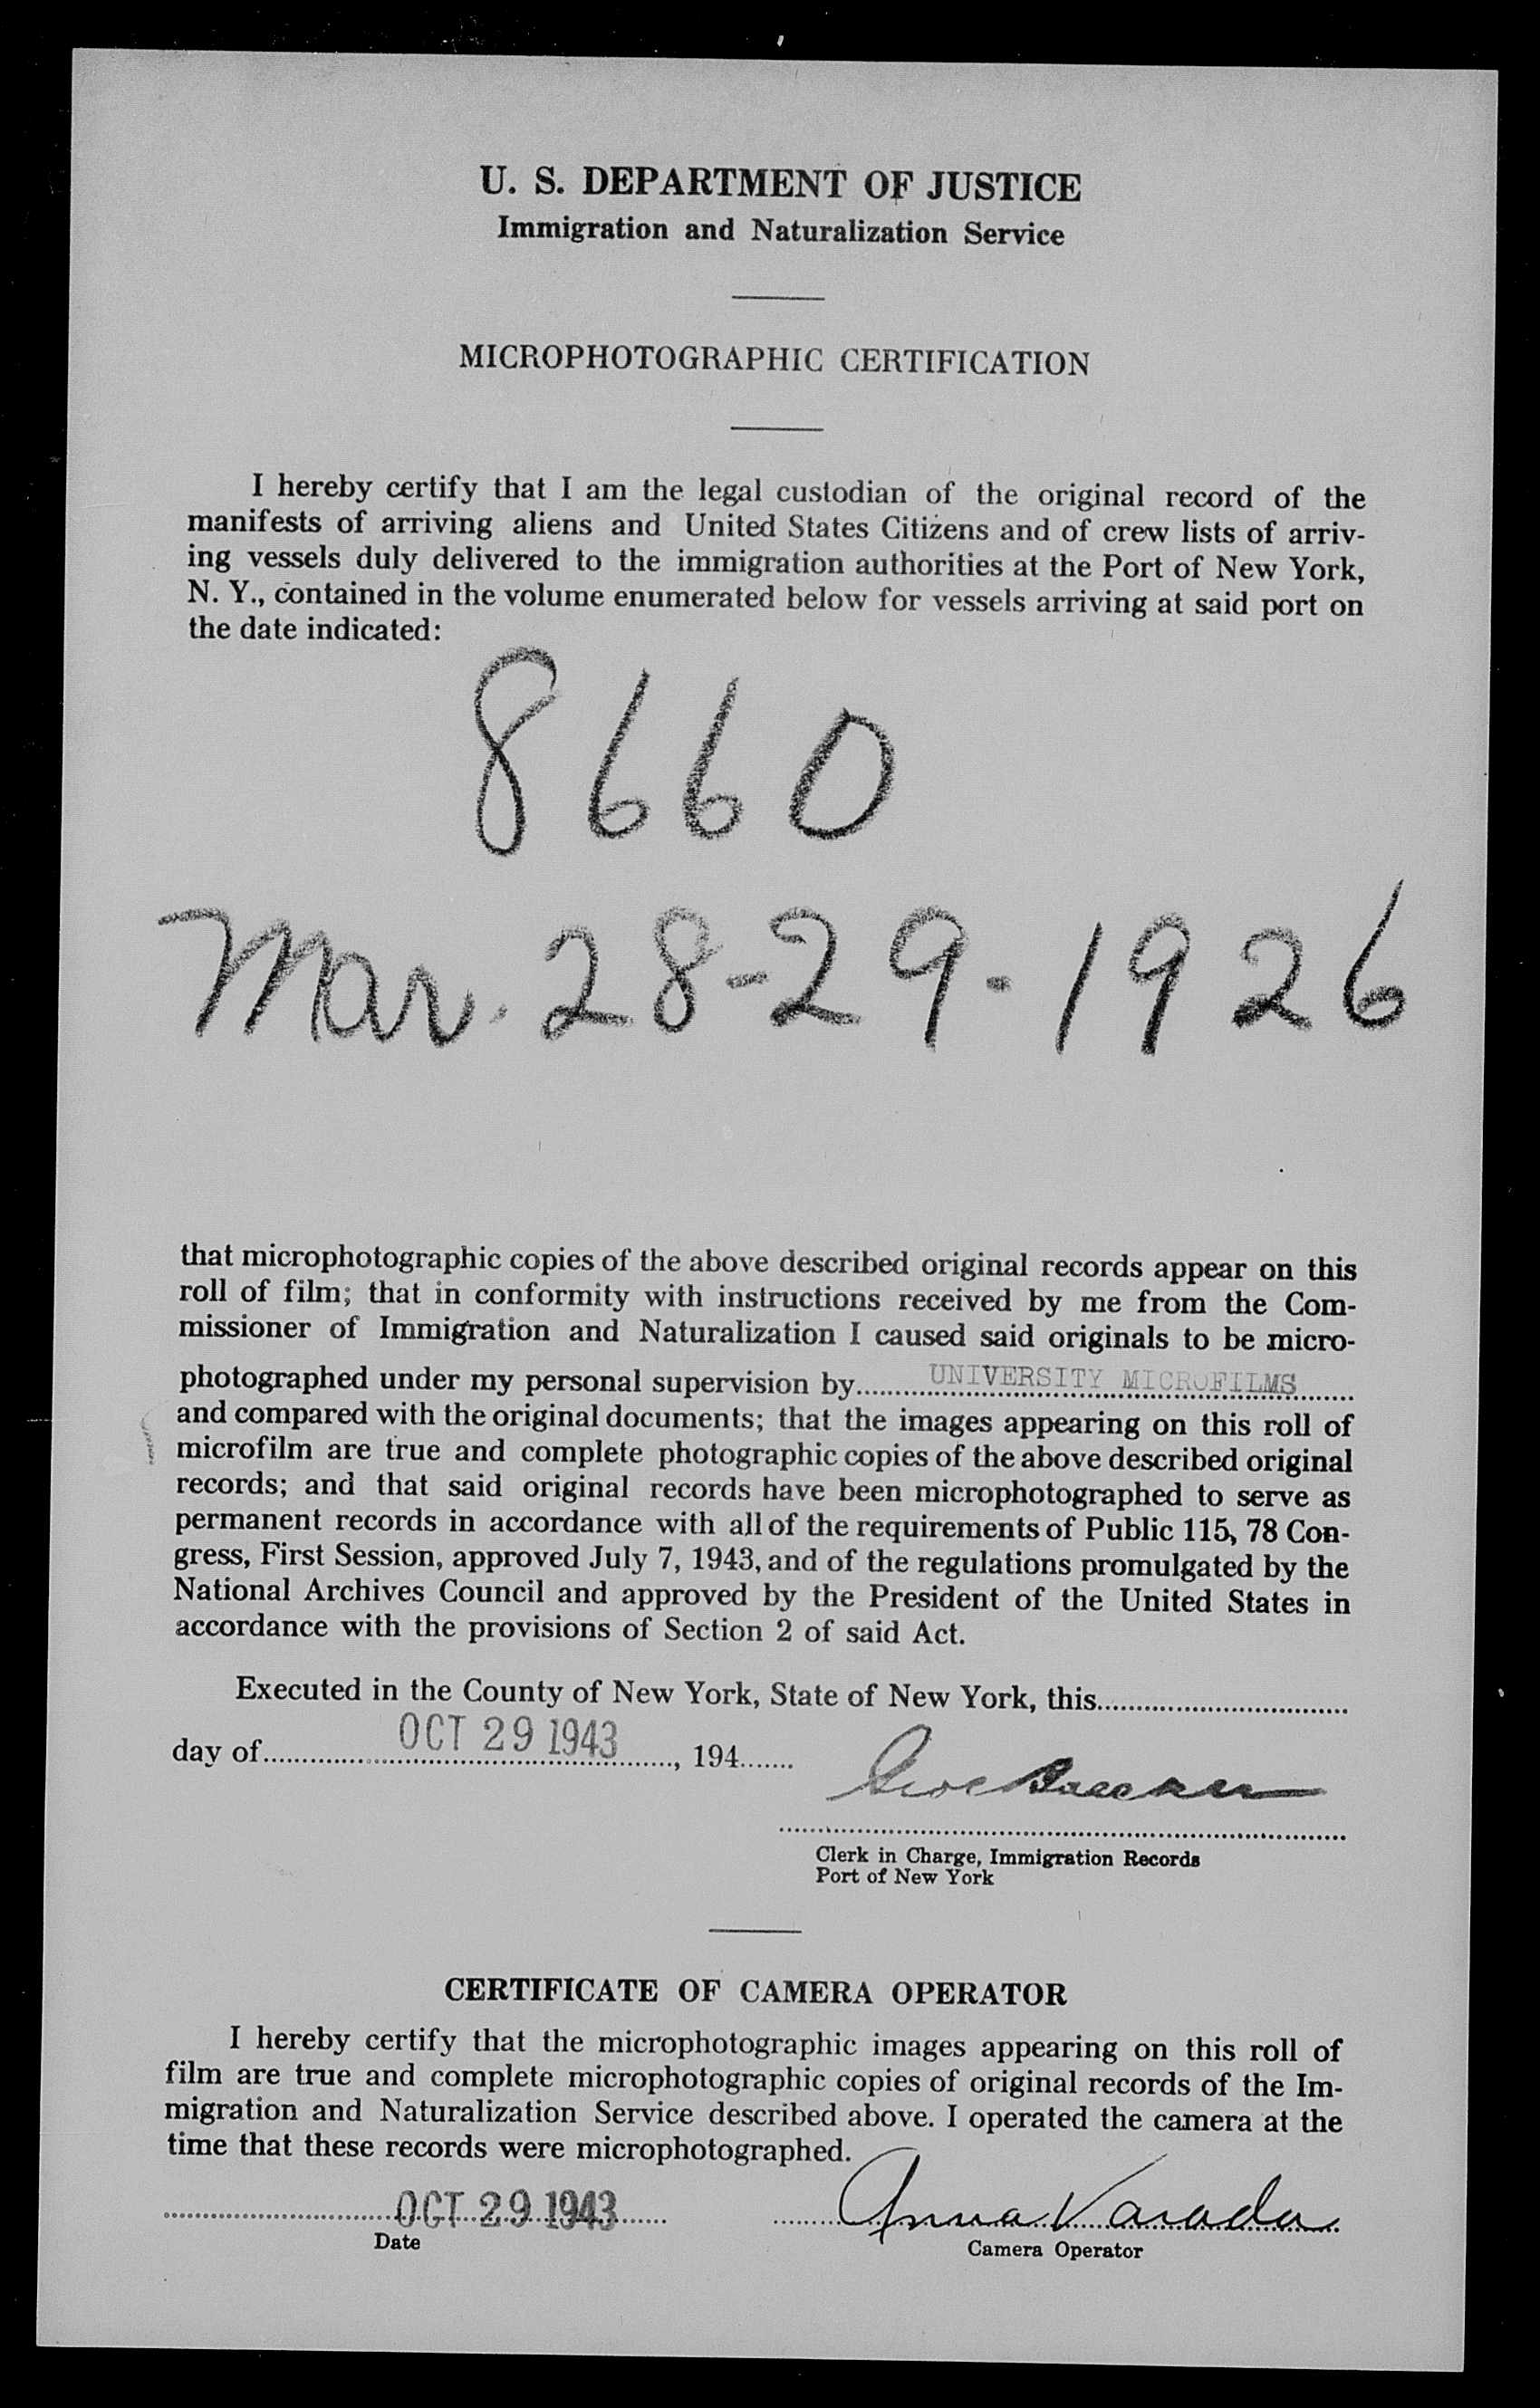 U. S. DEPARTMENT OF JUSTICE
Immigration and Naturalization Service
MICROPHOTOGRAPHIC CERTIFICATION
I hereby certify that I am the legal custodian of the original record of the
manifests of arriving aliens and United States Citizens and of crew lists of arriv-
ing vessels duly delivered to the immigration authorities at the Port of New York,
N. Y., contained in the volume enumerated below for vessels arriving at said port on
the date indicated:
8660
Mar. 28-29-1926
that microphotographic copies of the above described original records appear on this
roll of film; that in conformity with instructions received by me from the Com-
missioner of Immigration and Naturalization I caused said originals to be micro-
photographed under my personal supervision by UNIVERSITY MICROFILMS
and compared with the original documents; that the images appearing on this roll of
microfilm are true and complete photographic copies of the above described original
records; and that said original records have been microphotographed to serve as
permanent records in accordance with all of the requirements of Public 115, 78 Con-
gress, First Session, approved July 7, 1943, and of the regulations promulgated by the
National Archives Council and approved by the President of the United States in
accordance with the provisions of Section 2 of said Act.
Executed in the County of New York, State of New York, this
day of OCT 29 1943, 194
Clerk in Charge, Immigration Records
Port of New York
CERTIFICATE OF CAMERA OPERATOR
I hereby certify that the microphotographic images appearing on this roll of
film are true and complete microphotographic copies of original records of the Im-
migration and Naturalization Service described above. I operated the camera at the
time that these records were microphotographed.
OCT 29 1943 Anna Varada
Date
Camera Operator